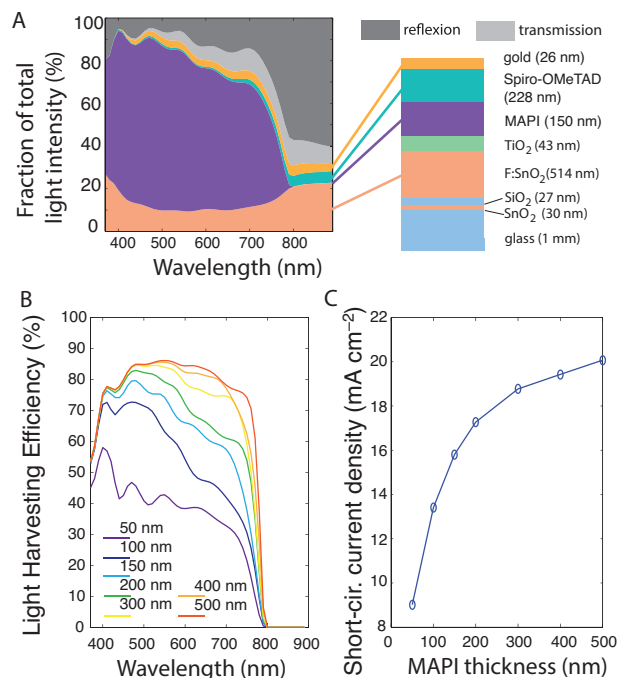 A
reflexion
transmission
Fraction of total
light intensity (%)
100
80
60
40
20
0
400
500
600
700
800
Wavelength (nm)
gold (26 nm)
Spiro-OMeTAD
(228 nm)
MAPI (150 nm)
TiO2 (43 nm)
F:SnO2(514 nm)
SiO2 (27 nm)
SnO2 (30 nm)
glass (1 mm)
B
Light Harvesting Efficiency (%)
100
90
80
70
60
50
40
30
20
10
0
50 nm
100 nm
150 nm
200 nm
300 nm
400 nm
500 nm
400
500
600
700
800
900
Wavelength (nm)
C
Short-cir. current density (mA cm−2)
22
20
18
16
14
12
10
8
0
100
200
300
400
500
MAPI thickness (nm)